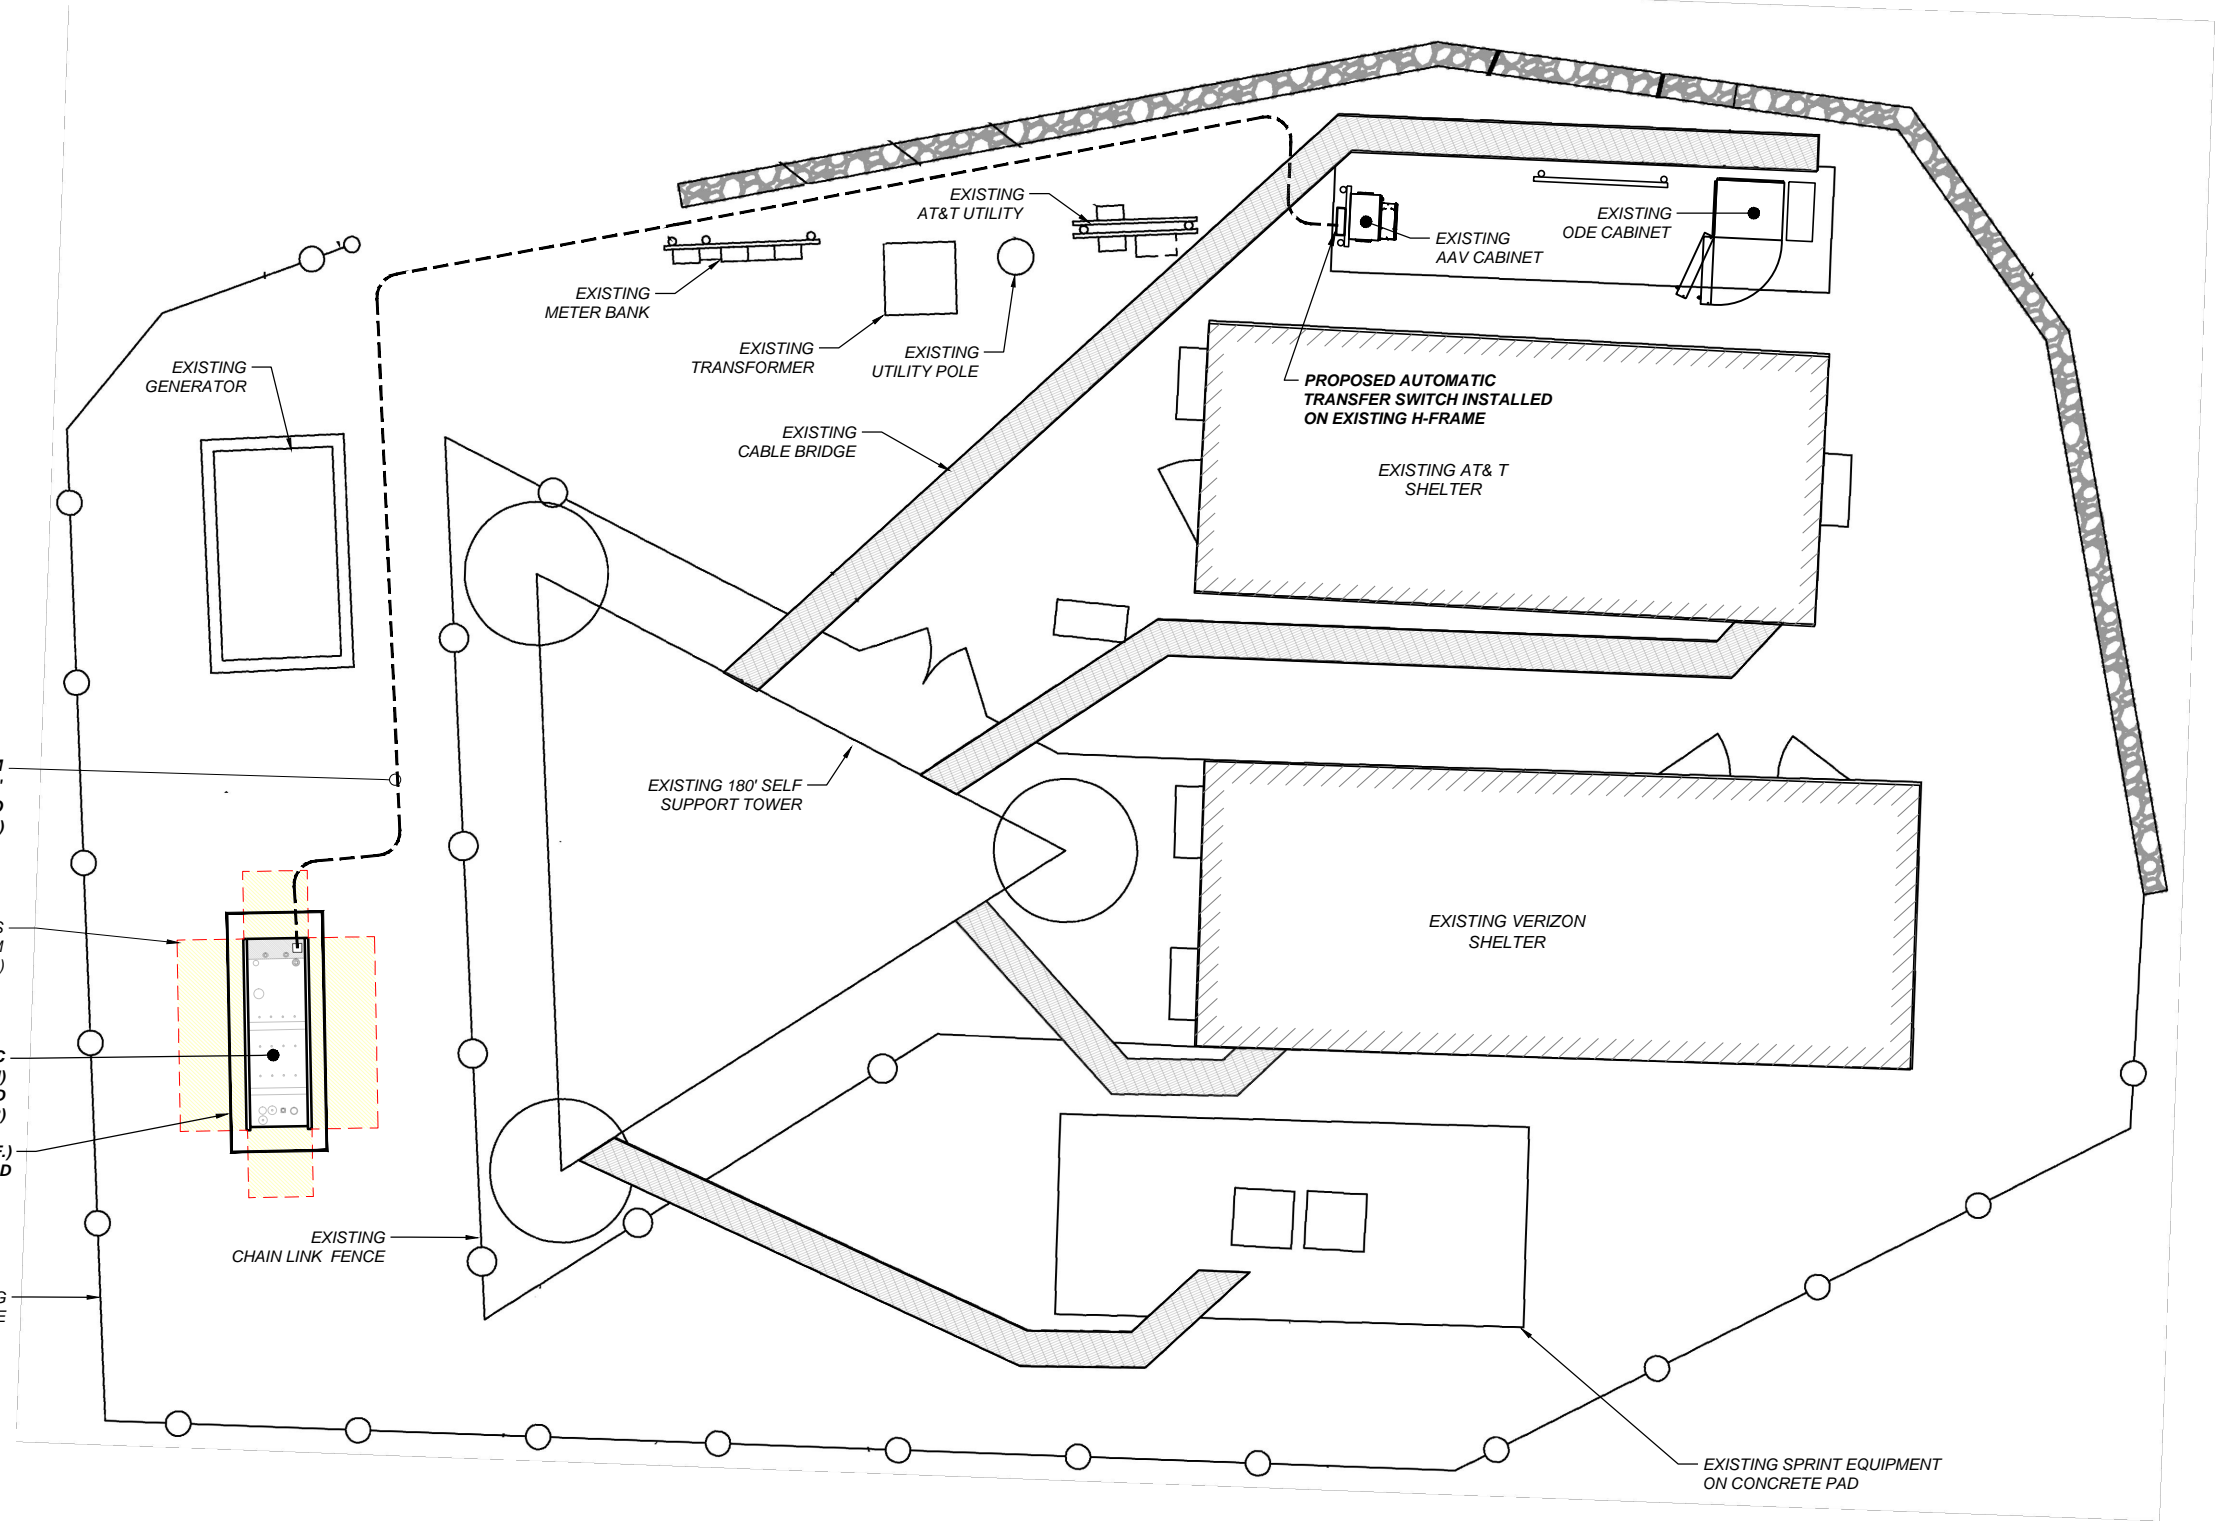 EXISTING
AT&T UTILITY
EXISTING
ODE CABINET
EXISTING
AAV CABINET
EXISTING
METER BANK
EXISTING
TRANSFORMER
EXISTING
UTILITY POLE
EXISTING
GENERATOR
PROPOSED AUTOMATIC
TRANSFER SWITCH INSTALLED
ON EXISTING H-FRAME
EXISTING
CABLE BRIDGE
EXISTING AT& T
SHELTER
EXISTING 180' SELF
SUPPORT TOWER
EXISTING VERIZON
SHELTER
EXISTING
CHAIN LINK FENCE
EXISTING SPRINT EQUIPMENT
ON CONCRETE PAD